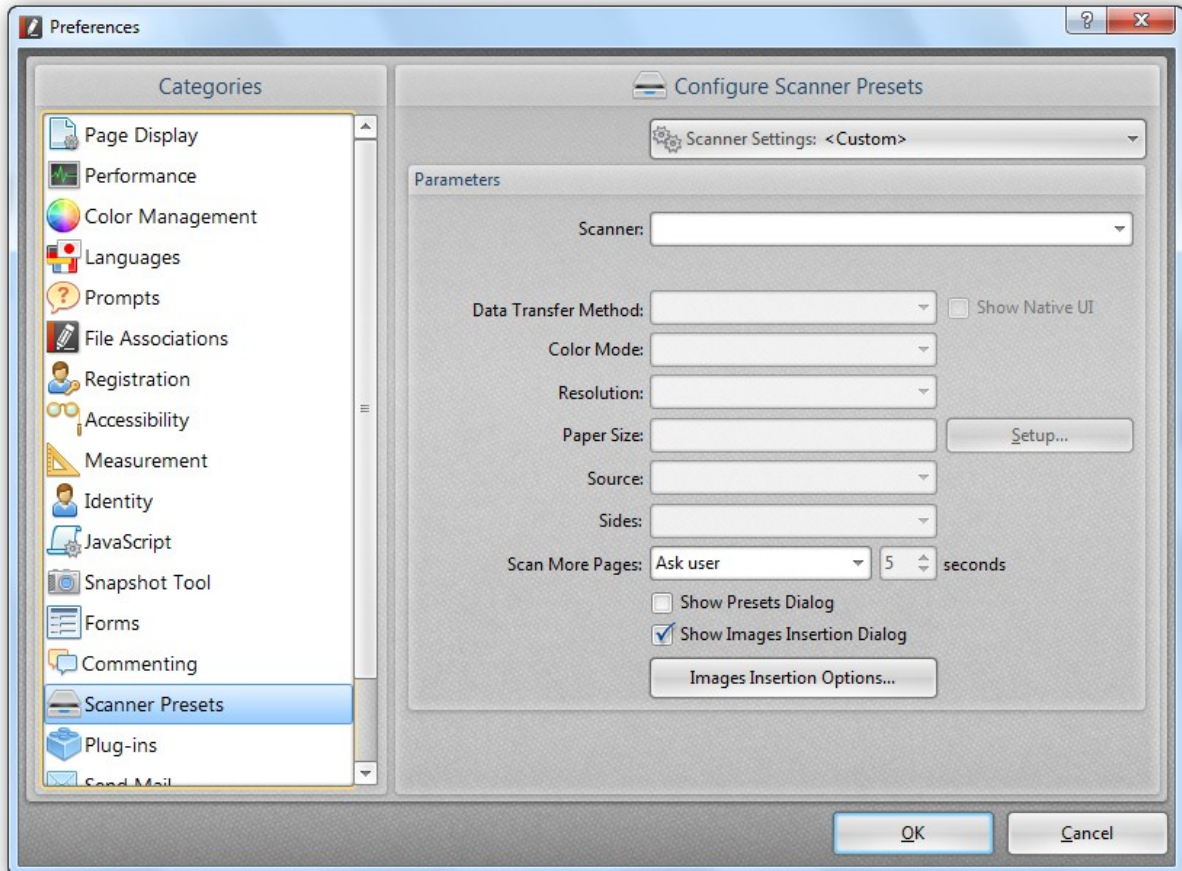 Preferences
Categories
Page Display
Performance
Color Management
Languages
Prompts
File Associations
Registration
Accessibility
Measurement
Identity
JavaScript
Snapshot Tool
Forms
Commenting
Scanner Presets
Plug-ins
Send Mail
Configure Scanner Presets
Scanner Settings: <Custom>
Parameters
Scanner:
Data Transfer Method: Show Native UI
Color Mode:
Resolution:
Paper Size: Setup...
Source:
Sides:
Scan More Pages: Ask user 5 seconds
Show Presets Dialog
Show Images Insertion Dialog
Images Insertion Options...
OK Cancel